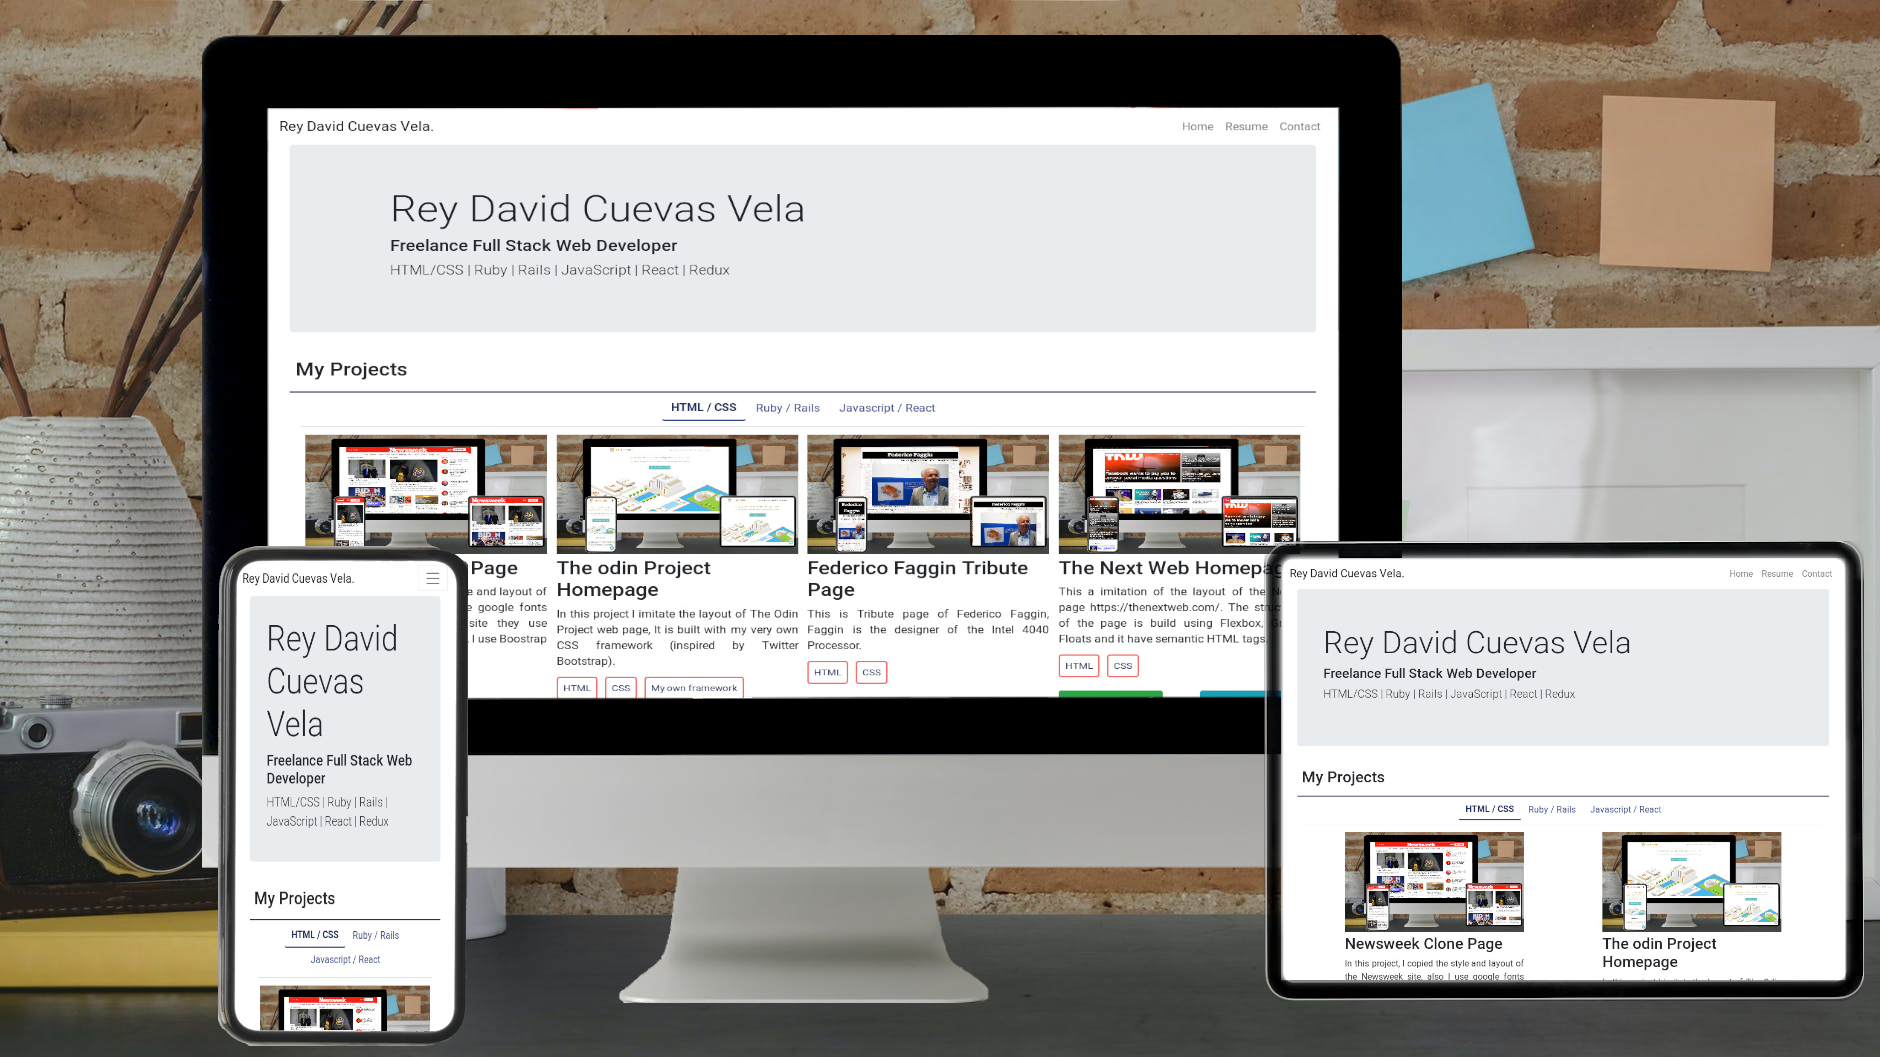 Rey David Cuevas Vela.
Home Resume Contact
Rey David Cuevas Vela
Freelance Full Stack Web Developer
HTML/CSS | Ruby | Rails | JavaScript | React | Redux
My Projects
HTML / CSS Ruby / Rails Javascript / React
Newsweek
Federico Faggin
TNW
Page
and layout of
google fonts
site they use
I use Boostrap
The odin Project
Homepage
In this project I imitate the layout of The Odin
Project web page, It is built with my very own
CSS framework (inspired by Twitter
Bootstrap).
HTML CSS My own framework
Federico Faggin Tribute
Page
This is Tribute page of Federico Faggin,
Faggin is the designer of the Intel 4040
Processor.
HTML CSS
The Next Web Homepag
This a imitation of the layout of the
page https://thenextweb.com/. The
of the page is build using Flexbox,
Floats and it have semantic HTML tags.
HTML CSS
Rey David Cuevas Vela.
Rey David
Cuevas
Vela
Freelance Full Stack Web
Developer
HTML/CSS | Ruby | Rails |
JavaScript | React | Redux
My Projects
HTML / CSS Ruby / Rails
Javascript / React
Rey David Cuevas Vela.
Home Resume Contact
Rey David Cuevas Vela
Freelance Full Stack Web Developer
HTML/CSS | Ruby | Rails | JavaScript | React | Redux
My Projects
HTML / CSS Ruby / Rails Javascript / React
Newsweek Clone Page
In this project, I copied the style and layout of
the Newsweek site, also I use google fonts
The odin Project
Homepage